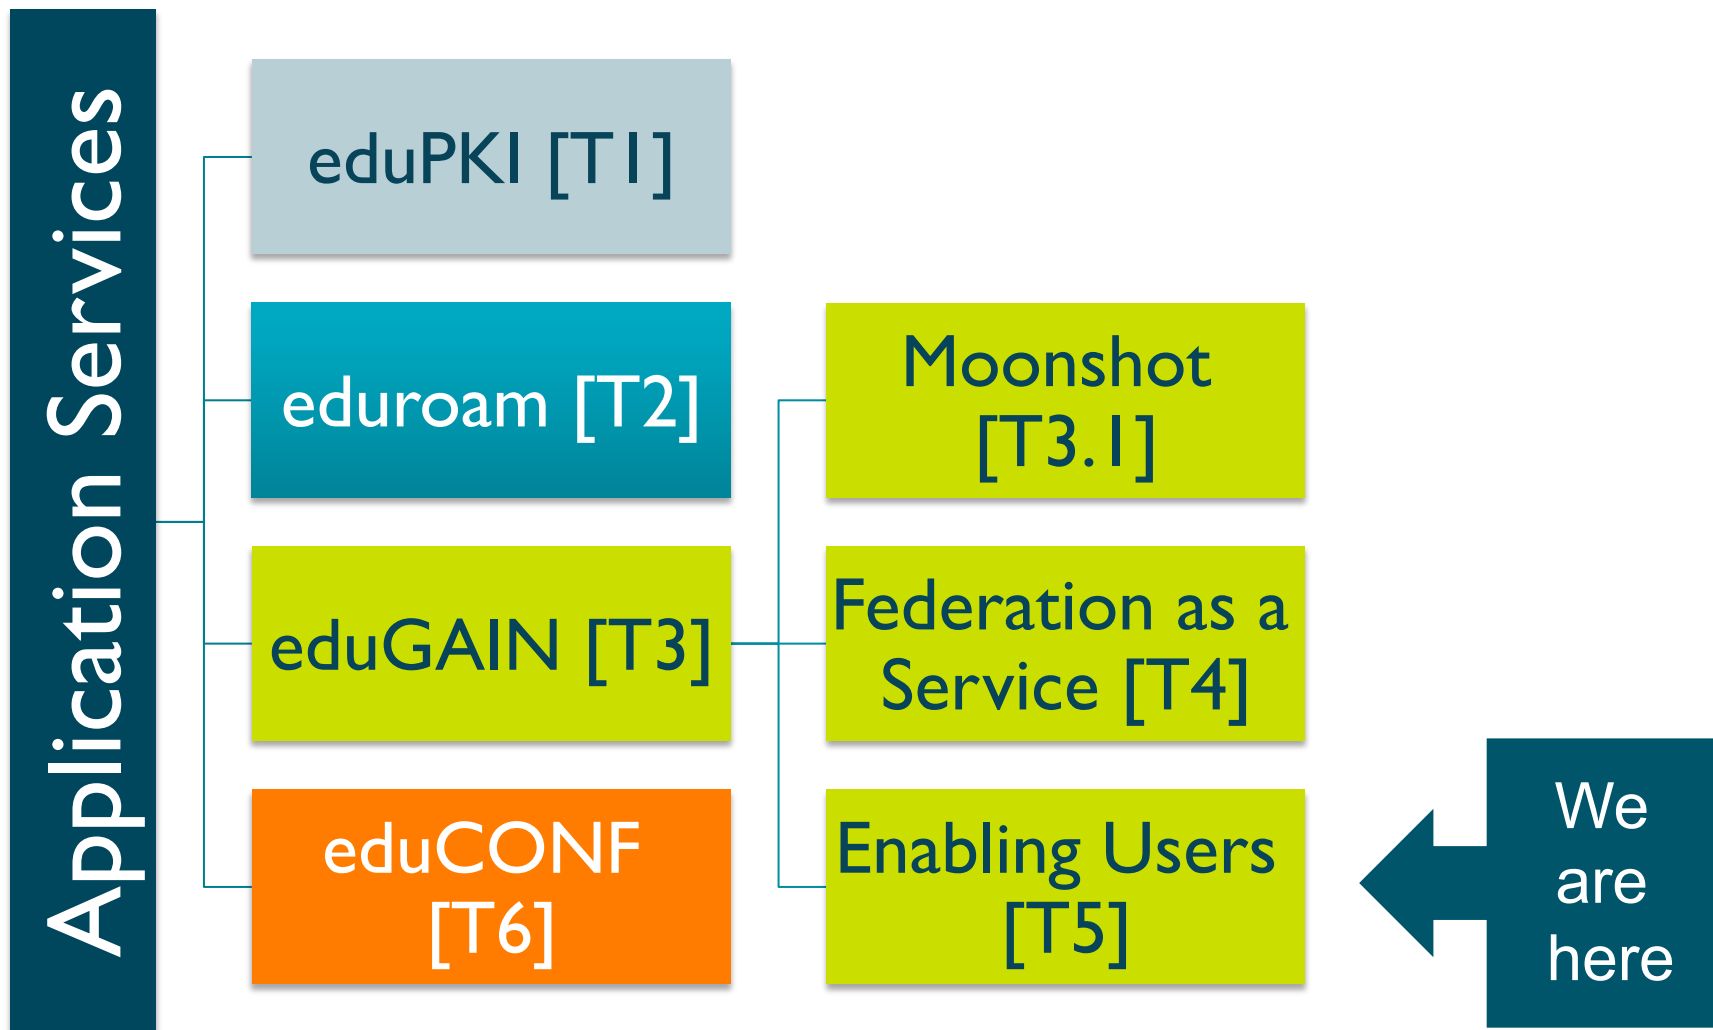 Application Services
eduPKI [T1]
eduroam [T2]
eduGAIN [T3]
eduCONF
[T6]
Moonshot
[T3.1]
Federation as a
Service [T4]
Enabling Users
[T5]
We
are
here